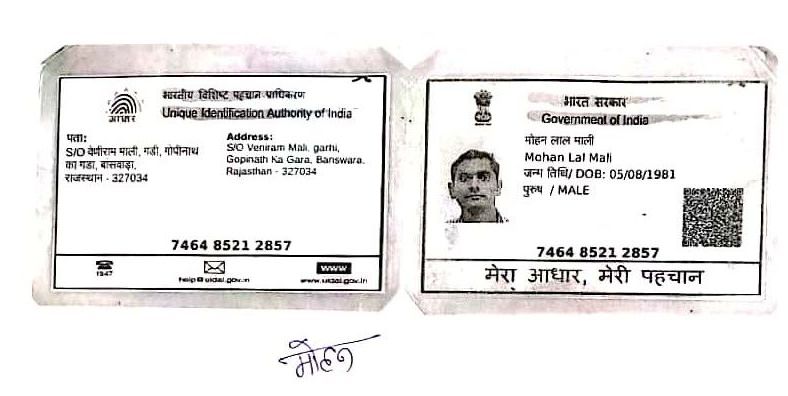 आधार
भारतीय विशिष्ट पहचान प्राधिकरण
Unique Identification Authority of India
पता:
S/O वेणीराम माली, गडी, गोपीनाथ
का गडा, बांसवाड़ा,
राजस्थान - 327034
Address:
S/O Veniram Mali, garhi,
Gopinath Ka Gara, Banswara,
Rajasthan - 327034
7464 8521 2857
1947
help@uidai.gov.in
www
www.uidai.gov.in
भारत सरकार
Government of India
मोहन लाल माली
Mohan Lal Mali
जन्म तिथि/ DOB: 05/08/1981
पुरुष / MALE
7464 8521 2857
मेरा आधार, मेरी पहचान
मोहन